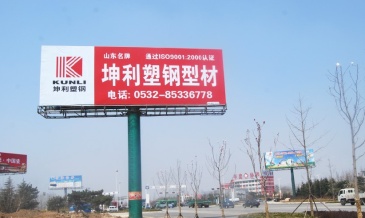 山东名牌 通过ISO9001:2000认证
KUNLI
坤利塑钢
坤利塑钢型材
电话: 0532-85336778